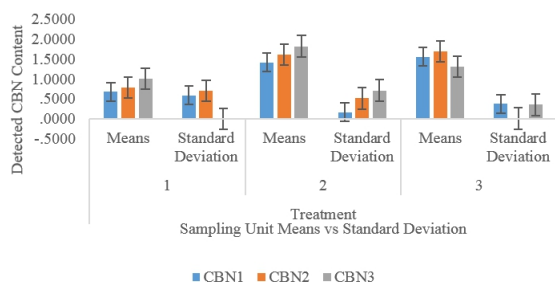 Detected CBN Content
2.5000
2.0000
1.5000
1.0000
.5000
.0000
-.5000
Means
Standard
Deviation
Means
Standard
Deviation
Means
Standard
Deviation
1
2
3
Treatment
Sampling Unit Means vs Standard Deviation
CBN1
CBN2
CBN3